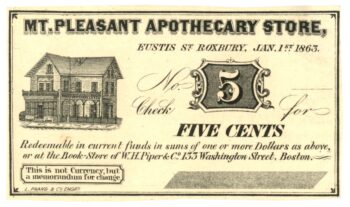 MT. PLEASANT APOTHECARY STORE,
EUSTIS ST ROXBURY, JAN. 1ST 1863.
No.
5
Check for
FIVE CENTS
Redeemable in current funds in sums of one or more Dollars as above,
or at the Book-Store of W.H. Piper & Co. 133 Washington Street, Boston.
This is not Currency, but
a memorandum for change.
L. PRANG & CO